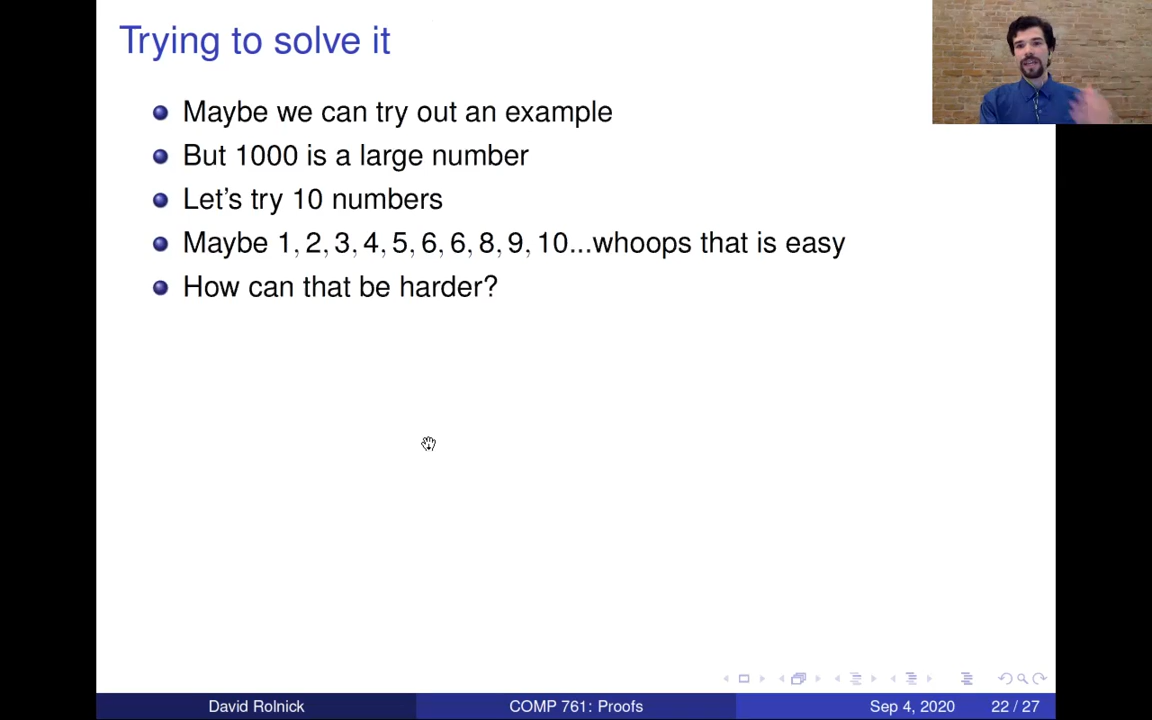 Trying to solve it
Maybe we can try out an example
But 1000 is a large number
Let's try 10 numbers
Maybe 1, 2, 3, 4, 5, 6, 6, 8, 9, 10...whoops that is easy
How can that be harder?
David Rolnick
COMP 761: Proofs
Sep 4, 2020
22 / 27